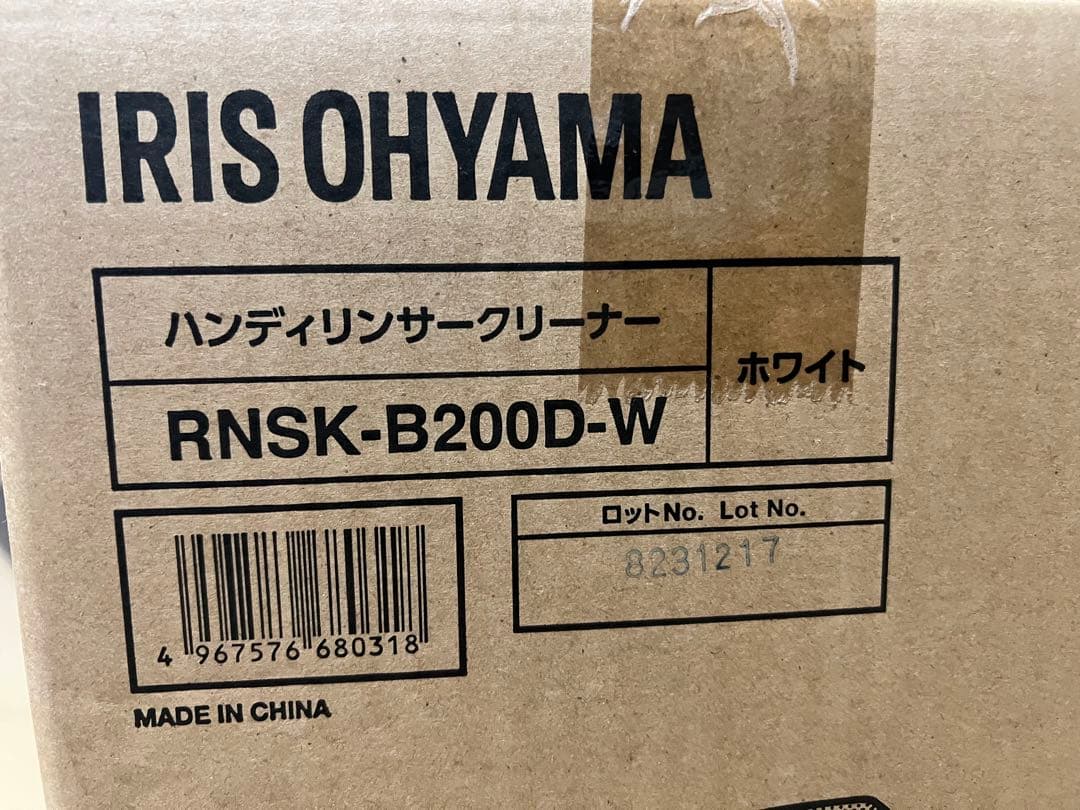 IRIS OHYAMA
ハンディリンサークリーナー
ホワイト
RNSK-B200D-W
ロットNo. Lot No.
8231217
4 967576 680318
MADE IN CHINA